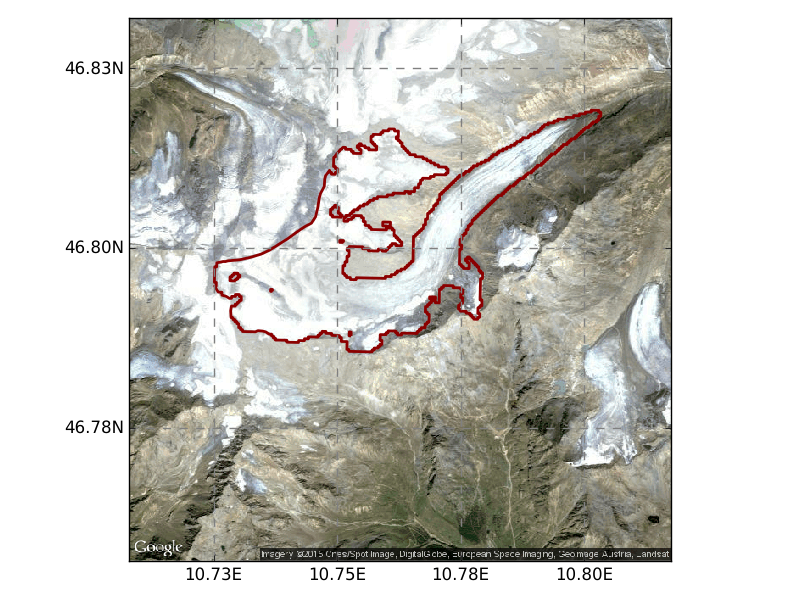 46.83N
46.80N
46.78N
Google
Imagery ©2015 Cnes/Spot Image, DigitalGlobe, European Space Imaging, Geoimage Austria, Landsat
10.73E
10.75E
10.78E
10.80E